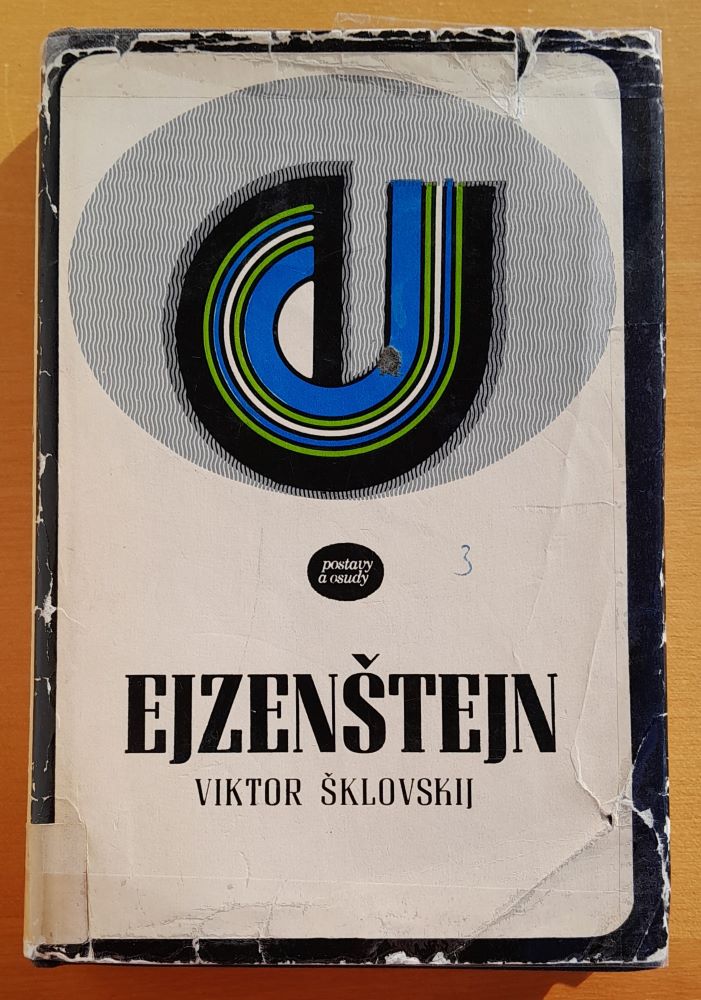 postavy
a osudy
3
EJZENŠTEJN
VIKTOR ŠKLOVSKIJ